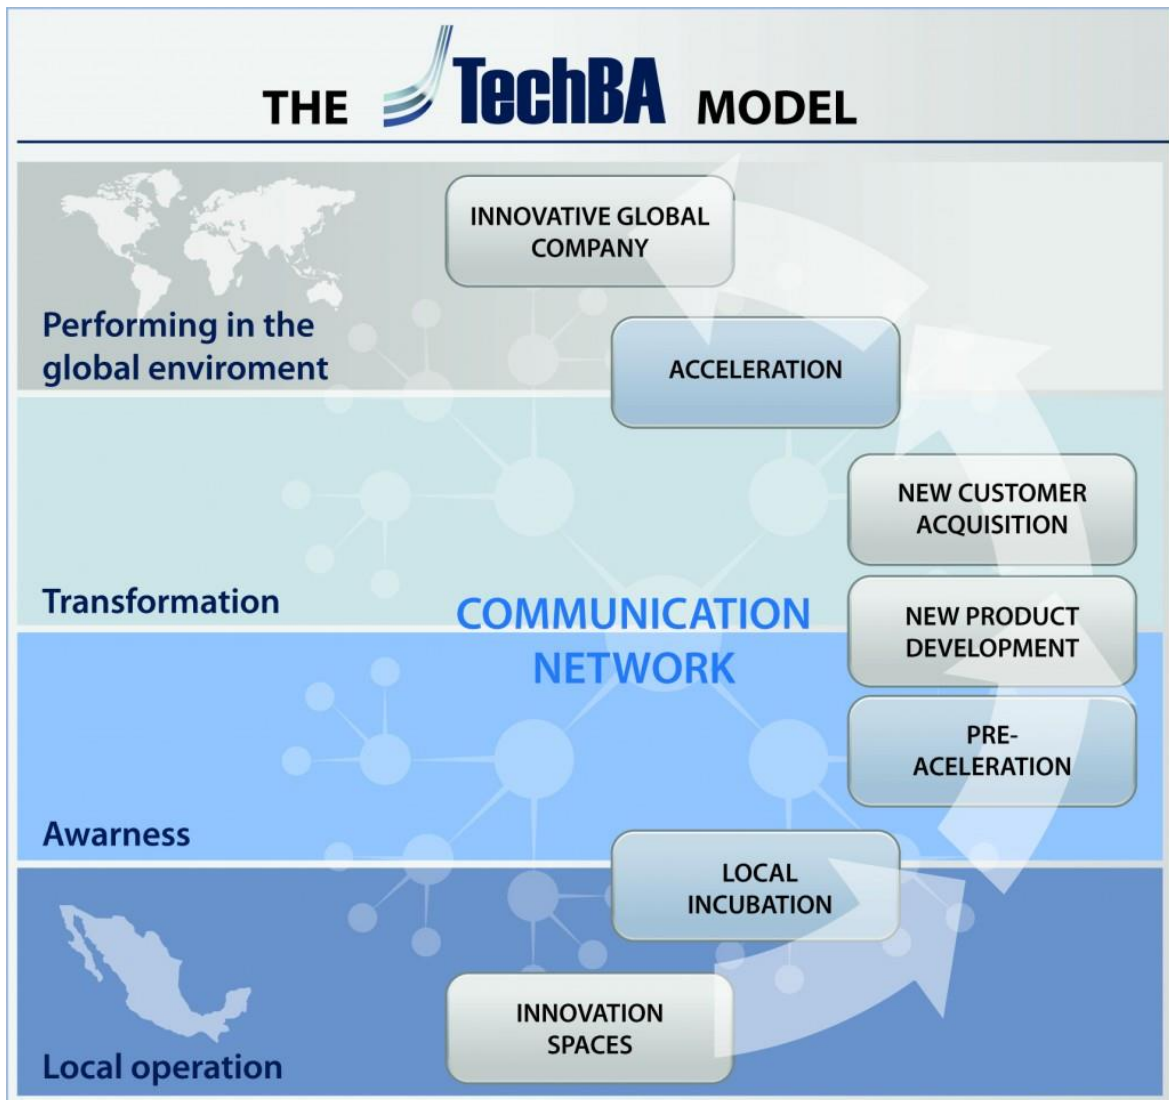 THE TechBA MODEL
INNOVATIVE GLOBAL
COMPANY
Performing in the
global enviroment
ACCELERATION
NEW CUSTOMER
ACQUISITION
Transformation
COMMUNICATION
NETWORK
NEW PRODUCT
DEVELOPMENT
PRE-
ACELERATION
Awarness
LOCAL
INCUBATION
INNOVATION
SPACES
Local operation